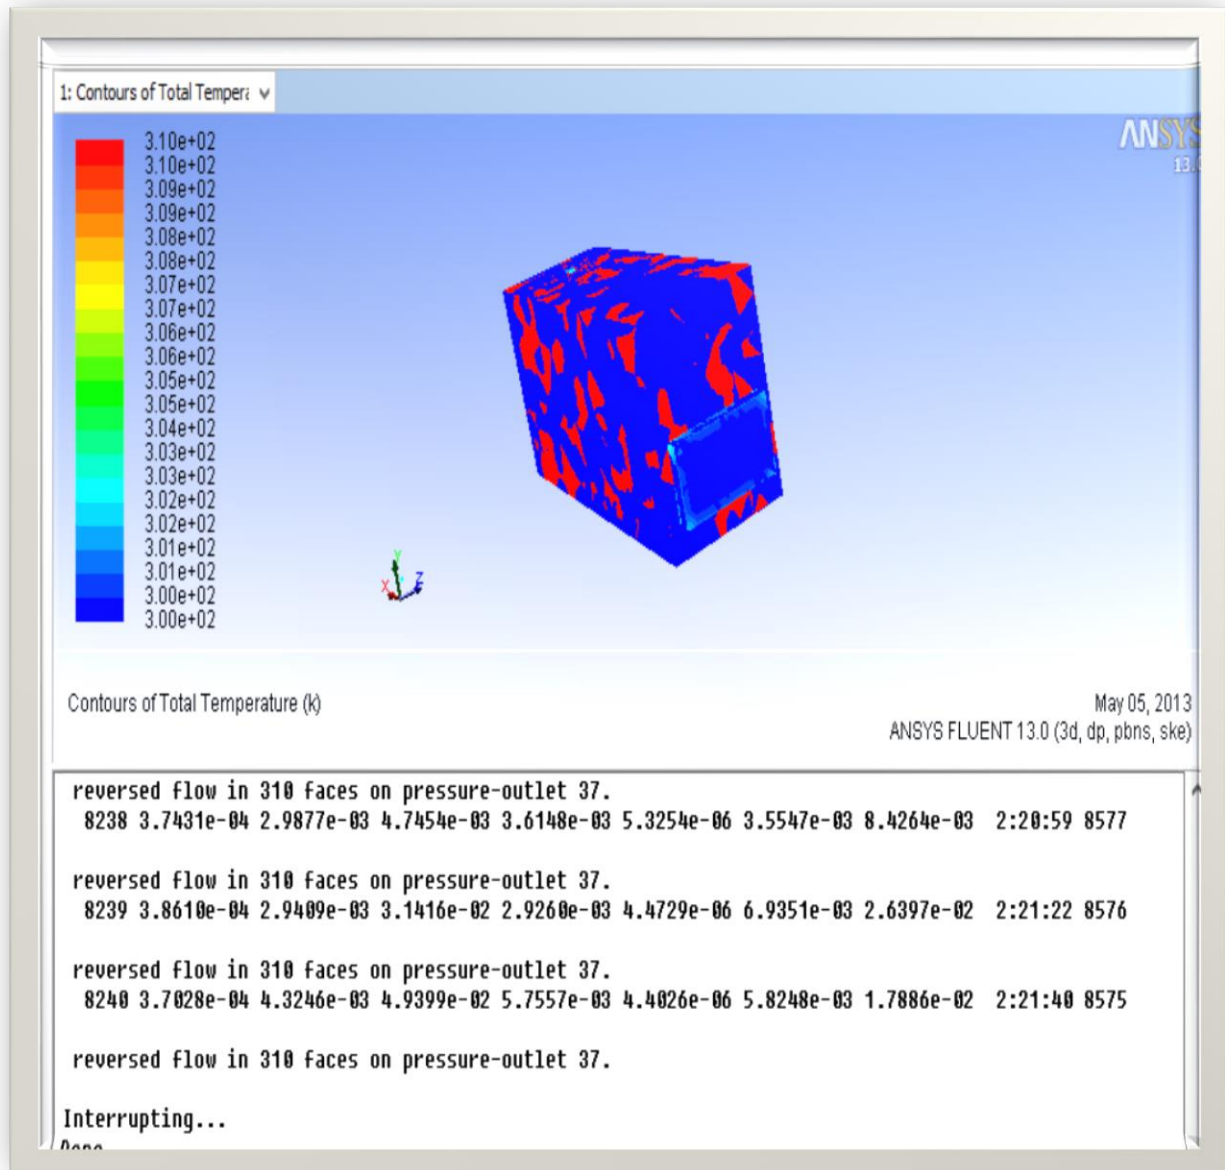 1: Contours of Total Tempera
ANSYS
13.
3.10e+02
3.10e+02
3.09e+02
3.09e+02
3.08e+02
3.08e+02
3.07e+02
3.07e+02
3.06e+02
3.06e+02
3.05e+02
3.05e+02
3.04e+02
3.03e+02
3.03e+02
3.02e+02
3.02e+02
3.01e+02
3.01e+02
3.00e+02
3.00e+02
Y
X Z
Contours of Total Temperature (k)
May 05, 2013
ANSYS FLUENT 13.0 (3d, dp, pbns, ske)
reversed flow in 310 faces on pressure-outlet 37.
8238 3.7431e-04 2.9877e-03 4.7454e-03 3.6148e-03 5.3254e-06 3.5547e-03 8.4264e-03 2:20:59 8577
reversed flow in 310 faces on pressure-outlet 37.
8239 3.8610e-04 2.9409e-03 3.1416e-02 2.9260e-03 4.4729e-06 6.9351e-03 2.6397e-02 2:21:22 8576
reversed flow in 310 faces on pressure-outlet 37.
8240 3.7028e-04 4.3246e-03 4.9399e-02 5.7557e-03 4.4026e-06 5.8248e-03 1.7886e-02 2:21:40 8575
reversed flow in 310 faces on pressure-outlet 37.
Interrupting...